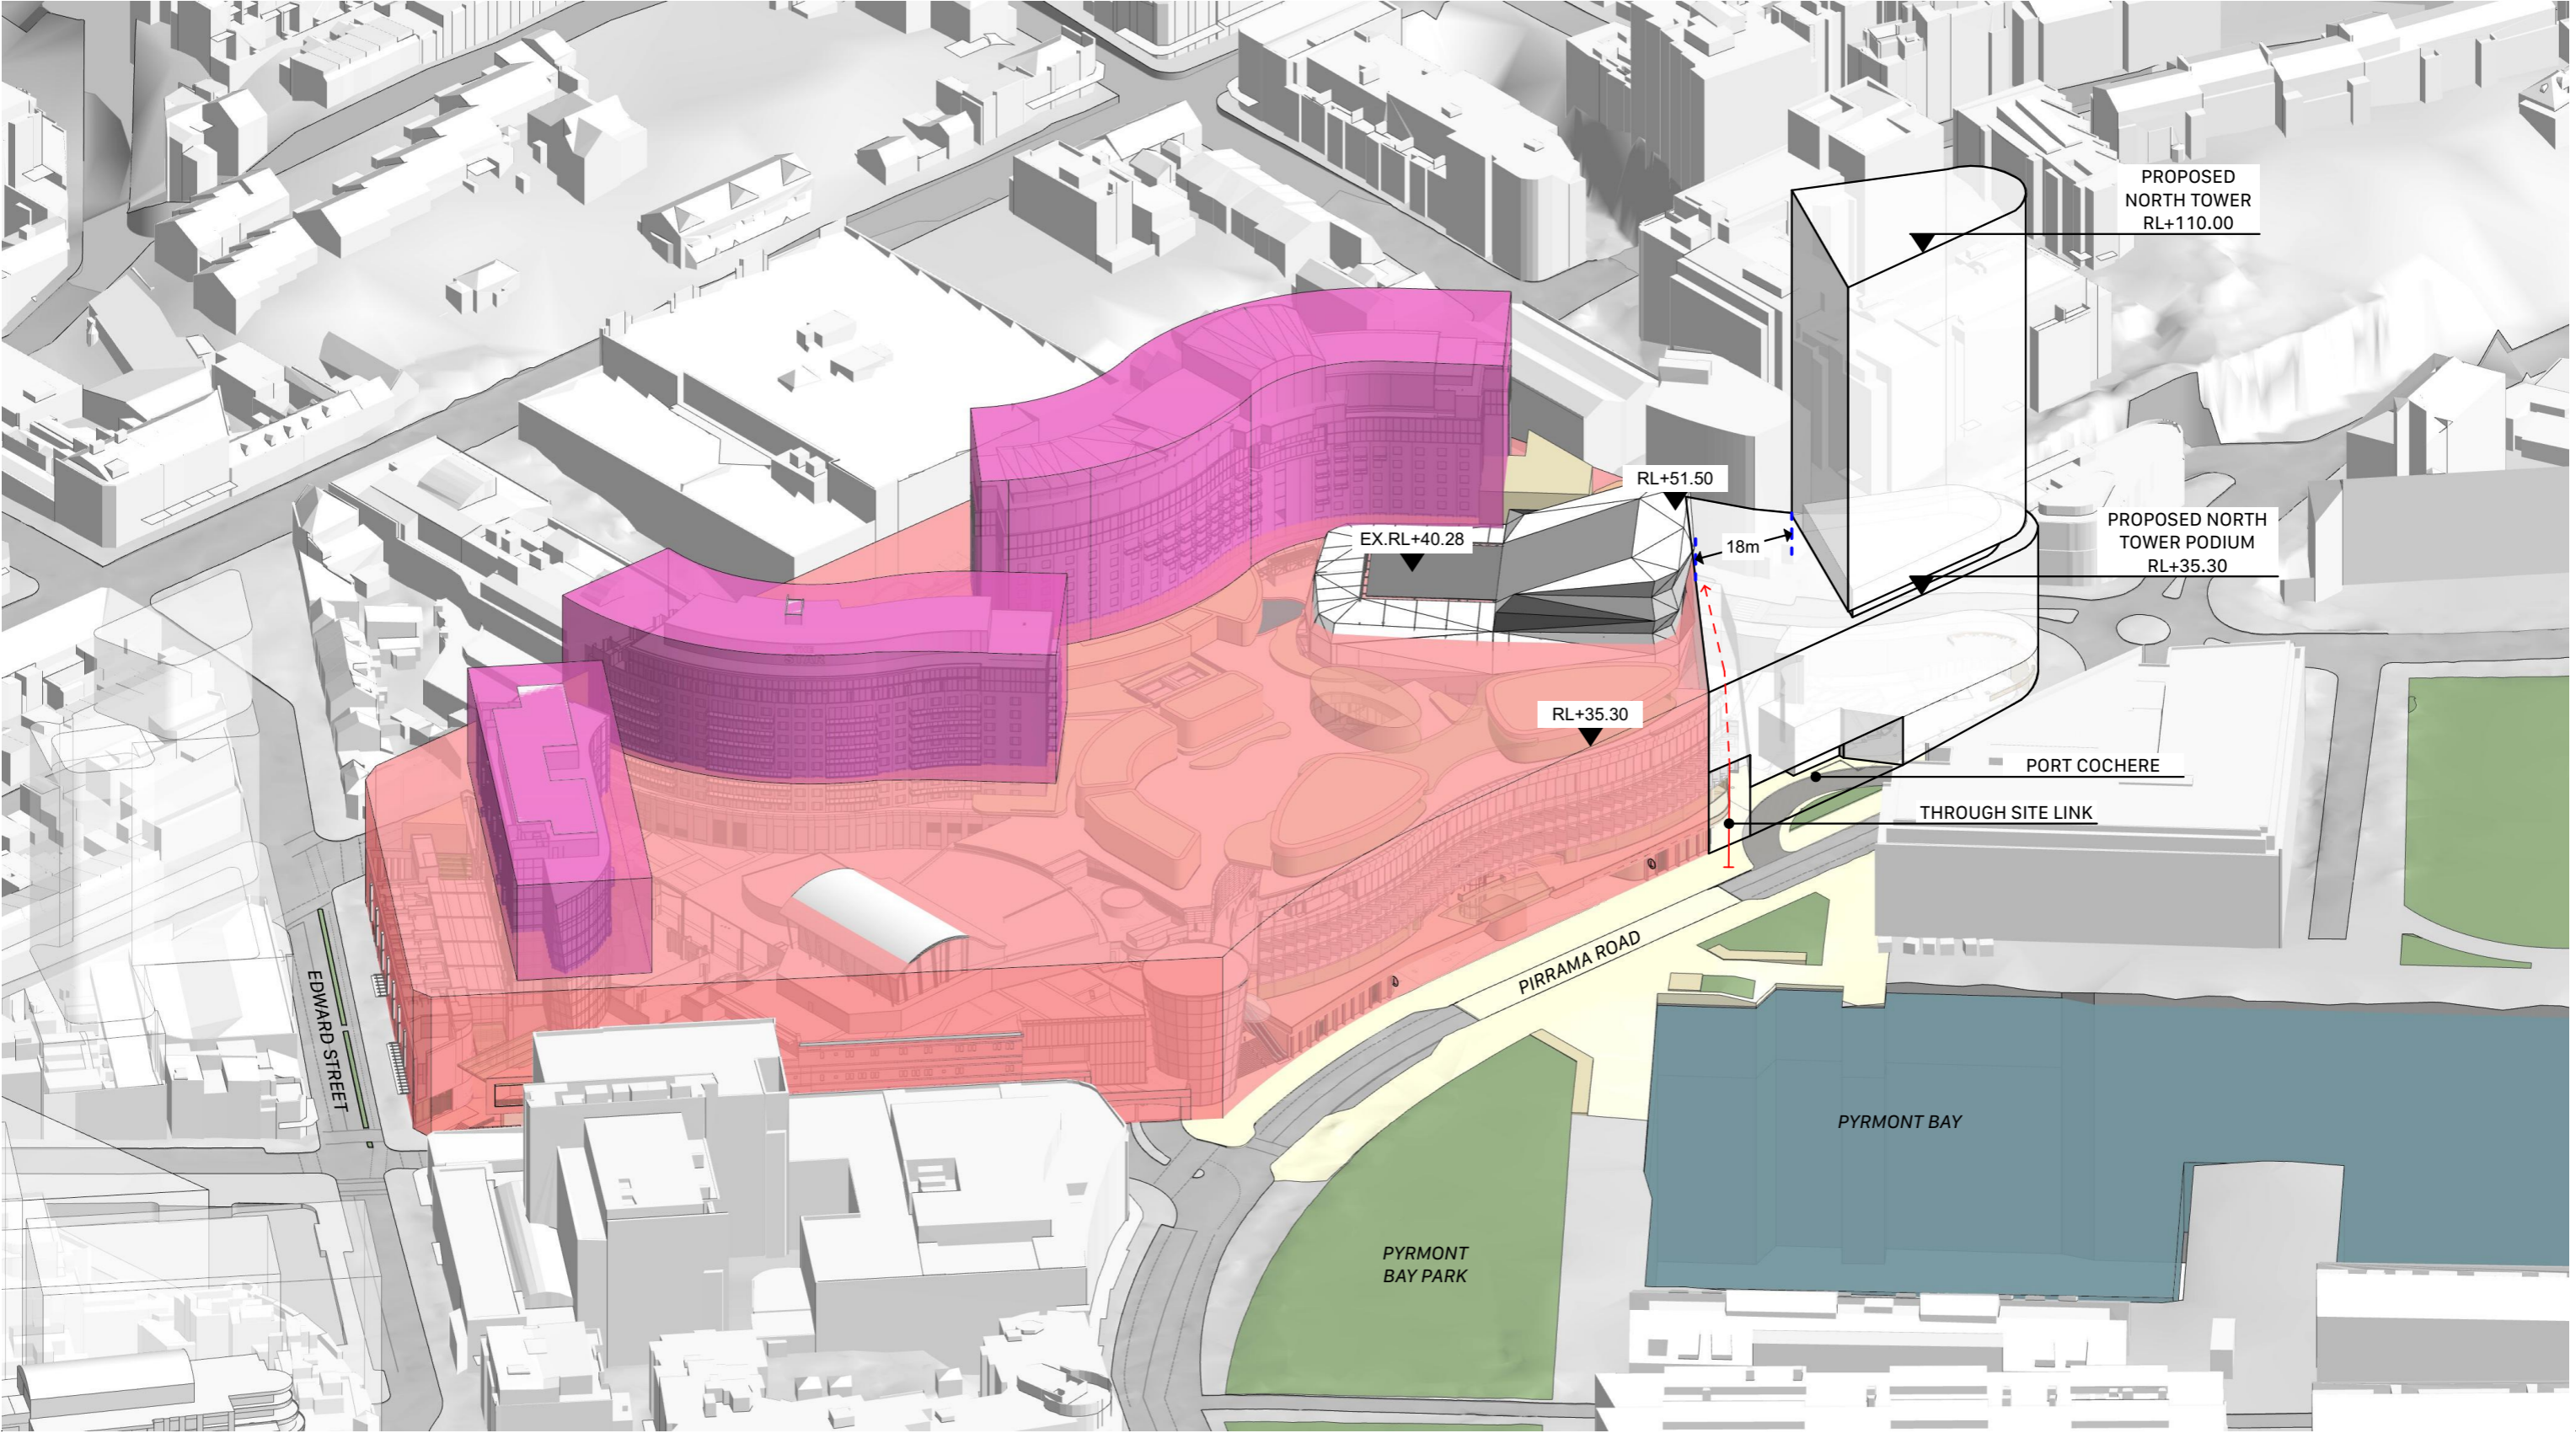 PROPOSED
NORTH TOWER
RL+110.00
RL+51.50
EX.RL+40.28
18m
PROPOSED NORTH
TOWER PODIUM
RL+35.30
RL+35.30
PORT COCHERE
THROUGH SITE LINK
PIRRAMA ROAD
EDWARD STREET
PYRMONT BAY
PYRMONT
BAY PARK